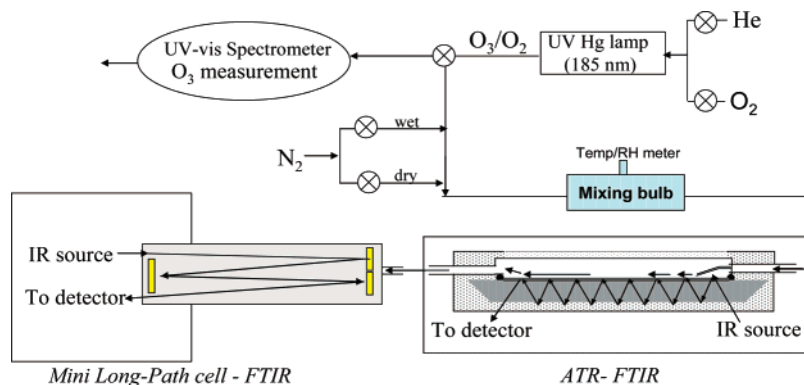 UV-vis Spectrometer
O₃ measurement
O₃/O₂
UV Hg lamp
(185 nm)
He
O₂
N₂
wet
dry
Temp/RH meter
Mixing bulb
IR source
To detector
To detector
IR source
Mini Long-Path cell - FTIR
ATR- FTIR